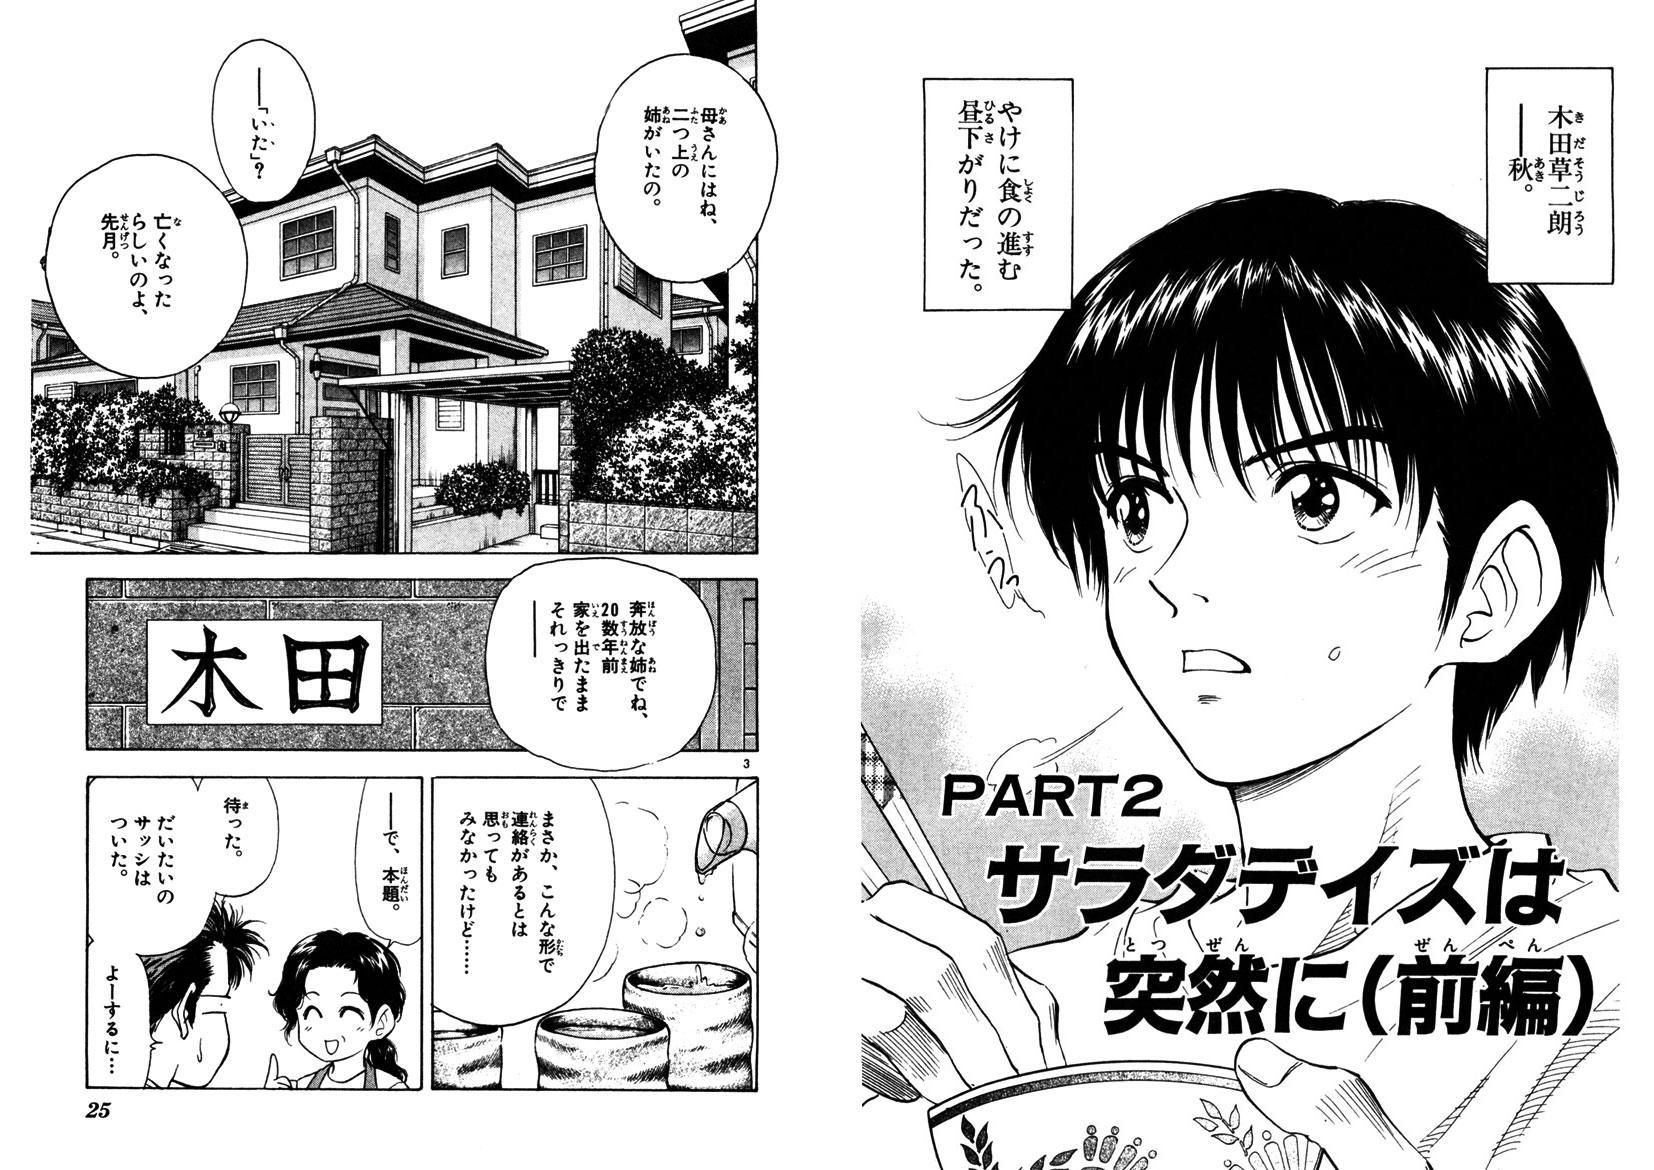 木田草二朗
──秋。
やけに食の進む
昼下がりだった。
PART2
サラダデイズは
突然に(前編)
母さんにはね、
二つ上の
姉がいたの。
──「いた」?
亡くなった
らしいのよ、
先月。
奔放な姉でね、
20数年前
家を出たまま
それっきりで
──
木田
3
まさか、こんな形で
連絡があるとは
思っても
みなかったけど……
──で、本題。
待った。
だいたいの
サッシは
ついた。
よーするに…
25